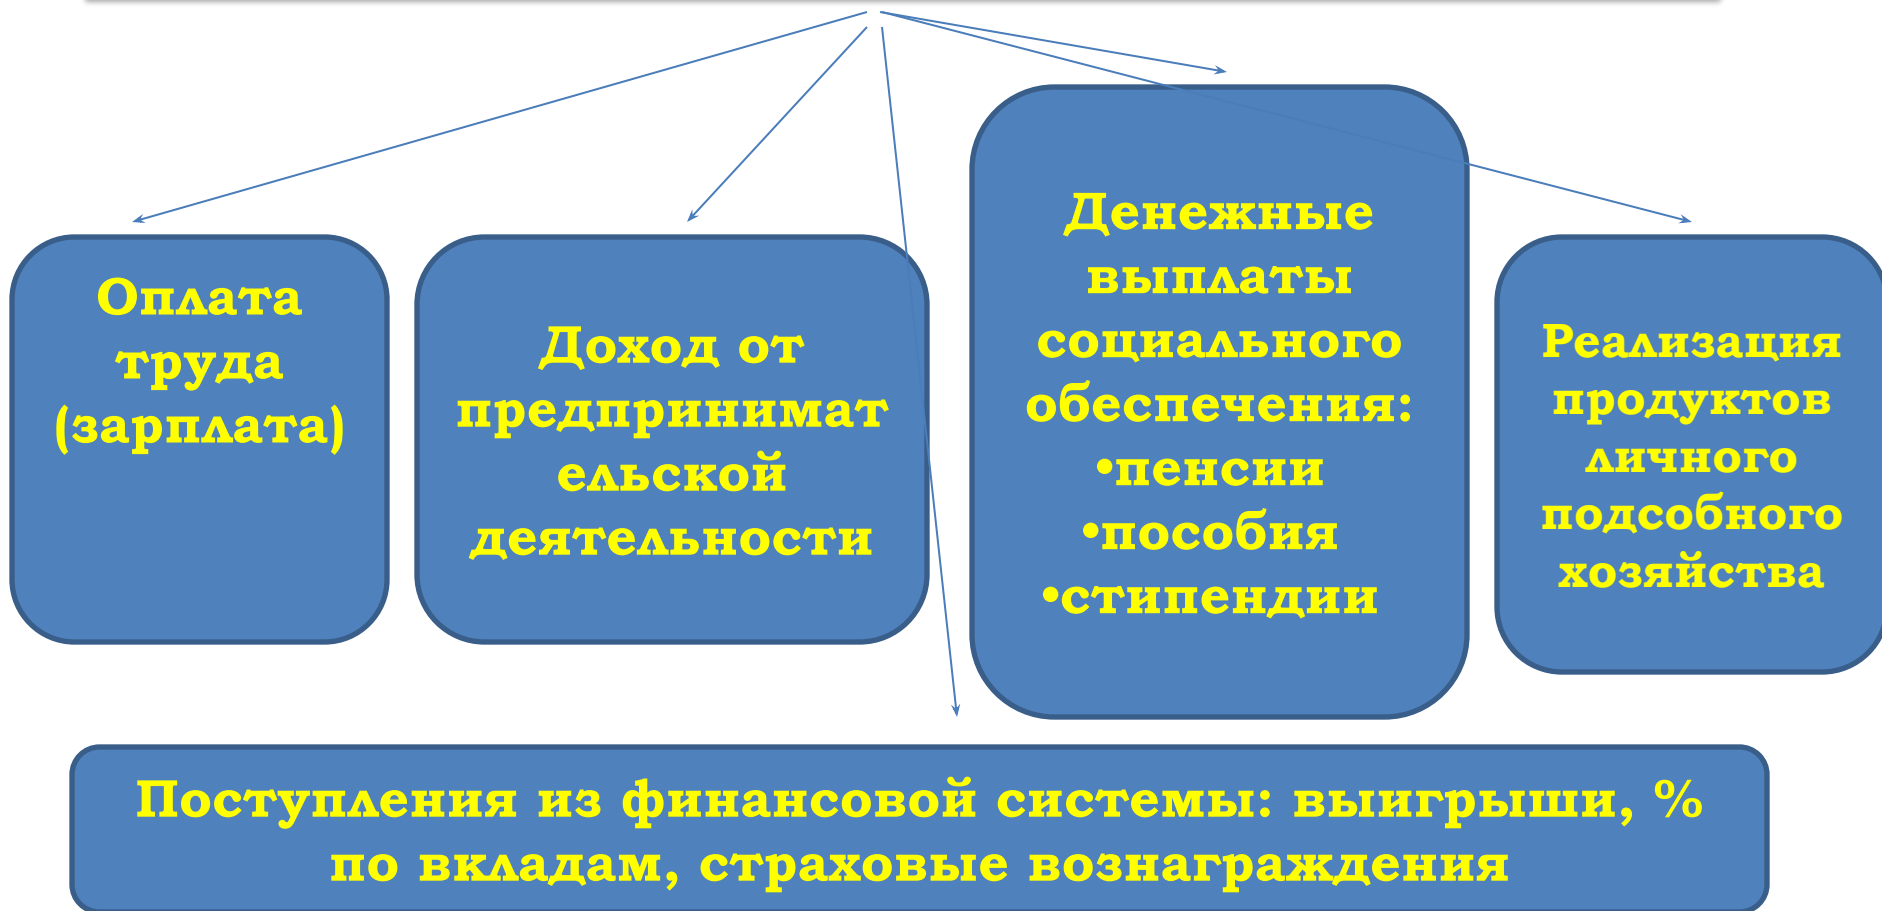 Оплата
труда
(зарплата)
Доход от
предпринимат
ельской
деятельности
Денежные
выплаты
социального
обеспечения:
•пенсии
•пособия
•стипендии
Реализация
продуктов
личного
подсобного
хозяйства
Поступления из финансовой системы: выигрыши, %
по вкладам, страховые вознаграждения